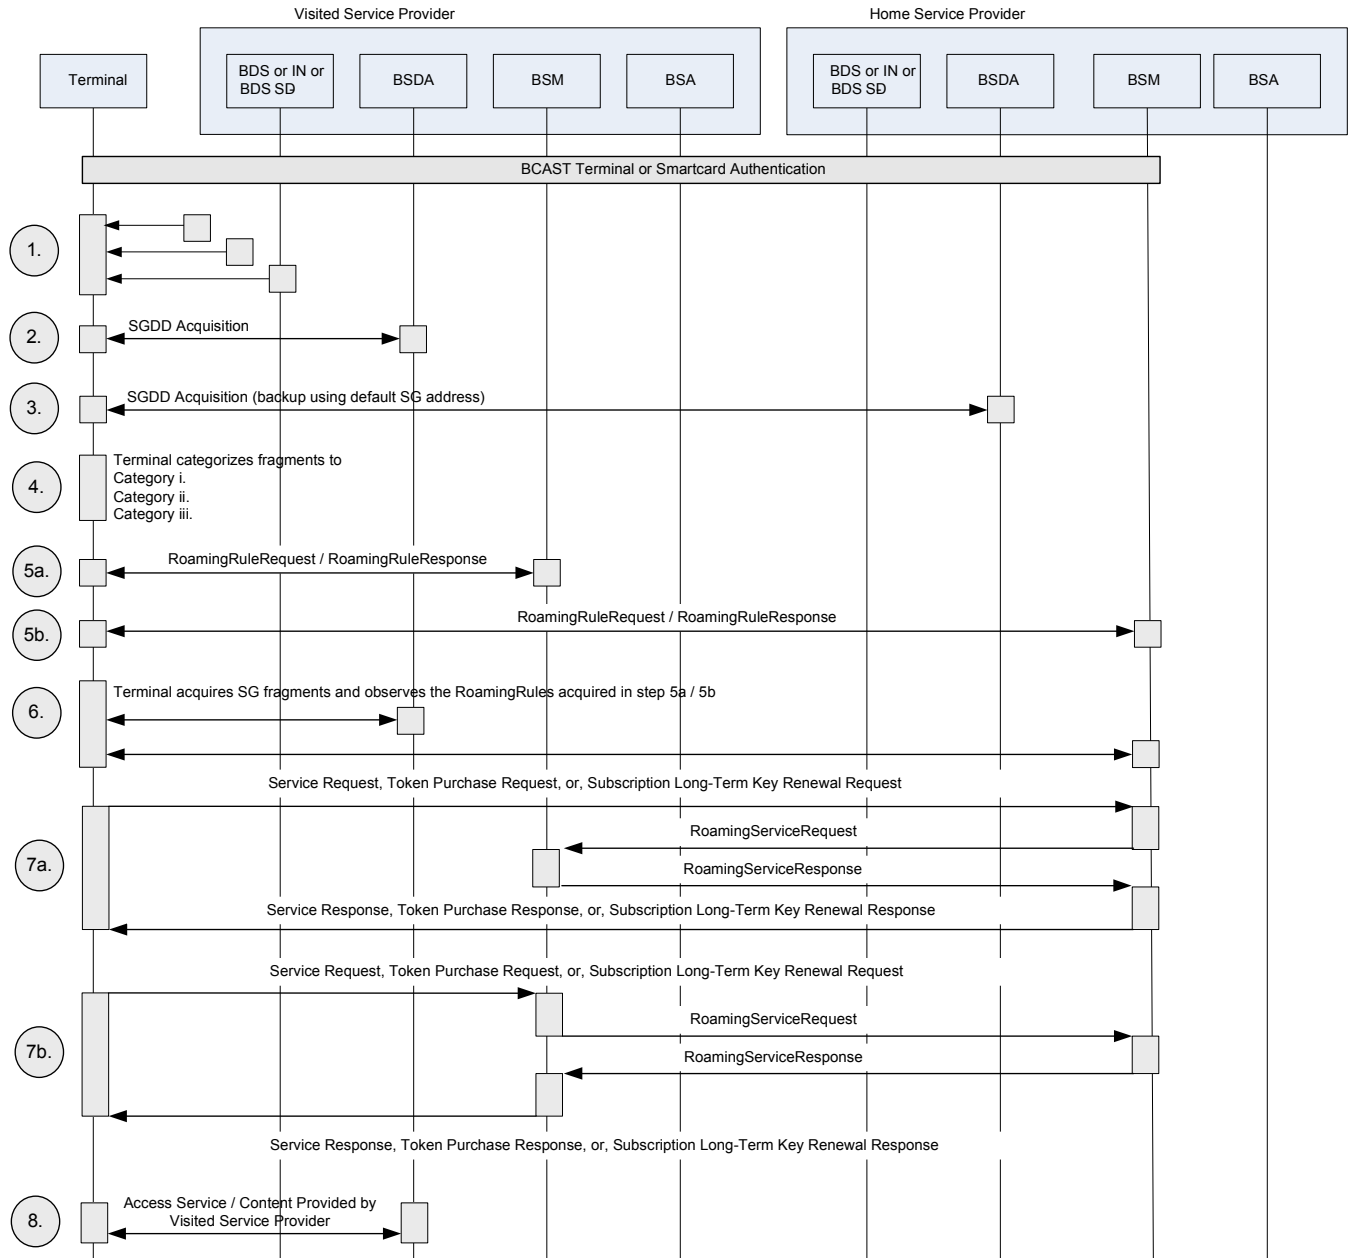 Visited Service Provider
Home Service Provider
Terminal
BDS or IN or
BDS SD
BSDA
BSM
BSA
BDS or IN or
BDS SD
BSDA
BSM
BSA
BCAST Terminal or Smartcard Authentication
1.
2.
SGDD Acquisition
3.
SGDD Acquisition (backup using default SG address)
4.
Terminal categorizes fragments to
Category i.
Category ii.
Category iii.
5a.
RoamingRuleRequest / RoamingRuleResponse
5b.
RoamingRuleRequest / RoamingRuleResponse
6.
Terminal acquires SG fragments and observes the RoamingRules acquired in step 5a / 5b
Service Request, Token Purchase Request, or, Subscription Long-Term Key Renewal Request
7a.
RoamingServiceRequest
RoamingServiceResponse
Service Response, Token Purchase Response, or, Subscription Long-Term Key Renewal Response
Service Request, Token Purchase Request, or, Subscription Long-Term Key Renewal Request
7b.
RoamingServiceRequest
RoamingServiceResponse
Service Response, Token Purchase Response, or, Subscription Long-Term Key Renewal Response
8.
Access Service / Content Provided by
Visited Service Provider